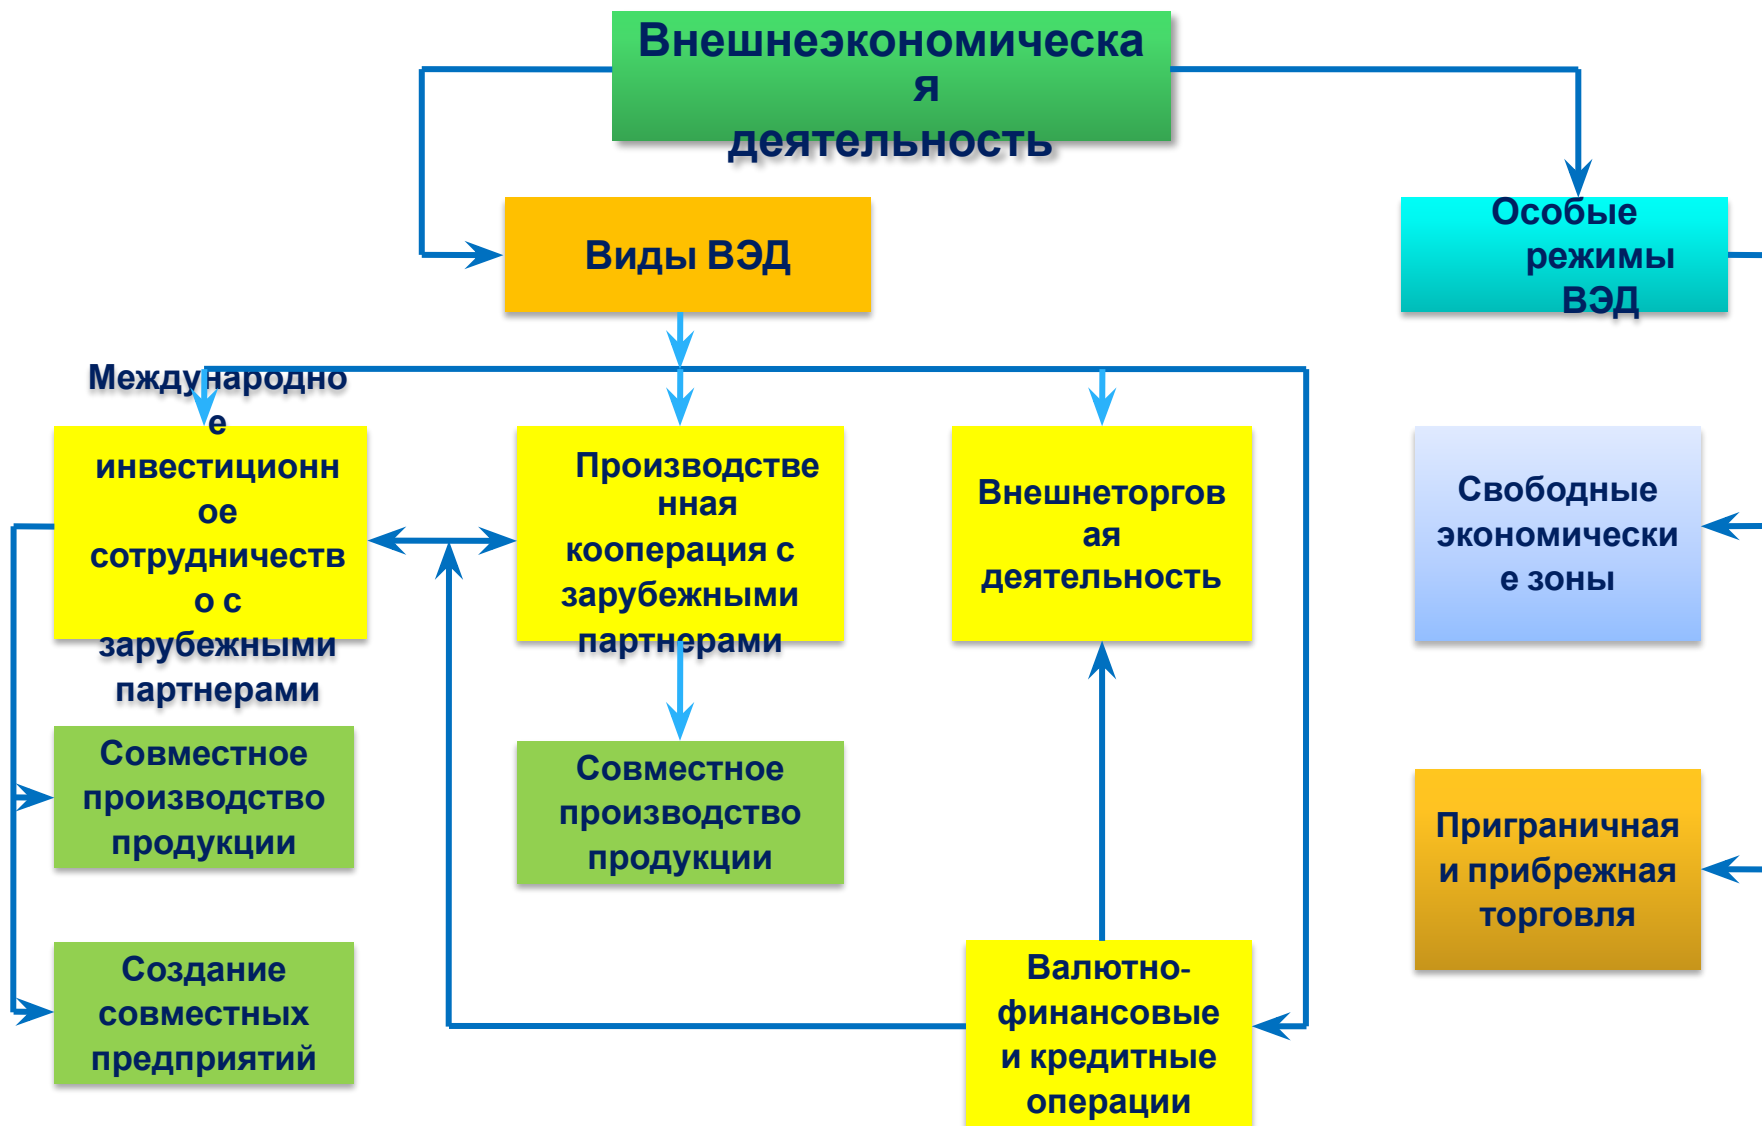 Внешнеэкономическа
я
деятельность
Виды ВЭД
Особые
режимы
ВЭД
Международно
е
инвестиционн
ое
сотрудничеств
о с
зарубежными
партнерами
Производстве
нная
кооперация с
зарубежными
партнерами
Внешнеторгов
ая
деятельность
Свободные
экономически
е зоны
Совместное
производство
продукции
Совместное
производство
продукции
Приграничная
и прибрежная
торговля
Создание
совместных
предприятий
Валютно-
финансовые
и кредитные
операции